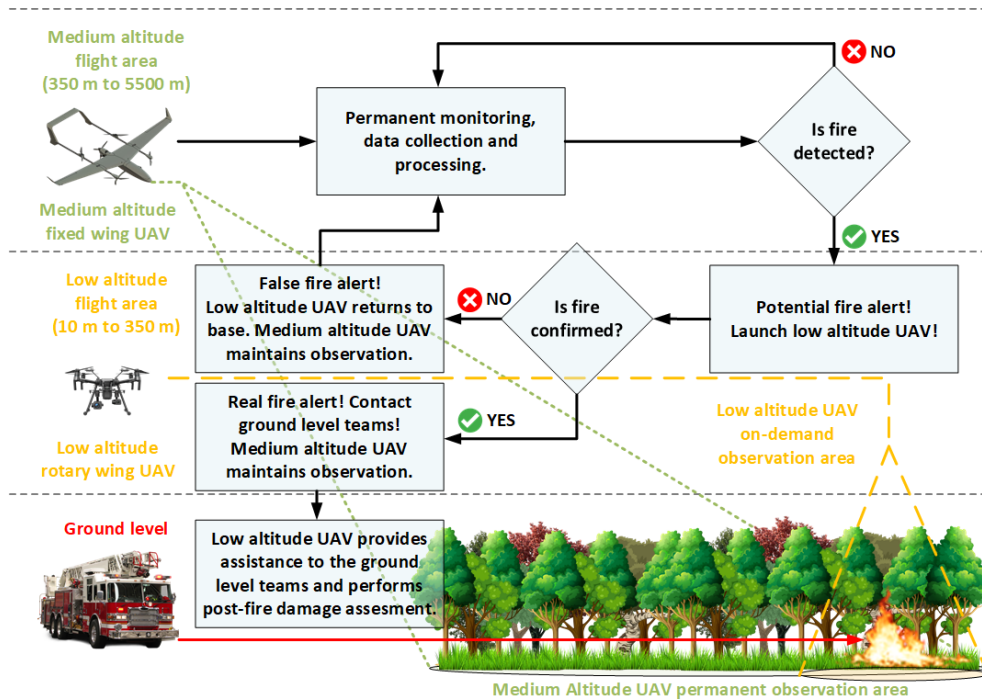 Medium altitude
flight area
(350 m to 5500 m)
Medium altitude
fixed wing UAV
Permanent monitoring,
data collection and
processing.
NO
Is fire
detected?
YES
Low altitude
flight area
(10 m to 350 m)
False fire alert!
Low altitude UAV returns to
base. Medium altitude UAV
maintains observation.
NO
Is fire
confirmed?
Potential fire alert!
Launch low altitude UAV!
Low altitude
rotary wing UAV
Real fire alert! Contact
ground level teams!
Medium altitude UAV
maintains observation.
YES
Low altitude UAV
on-demand
observation area
Ground level
Low altitude UAV provides
assistance to the ground
level teams and performs
post-fire damage assesment.
Medium Altitude UAV permanent observation area